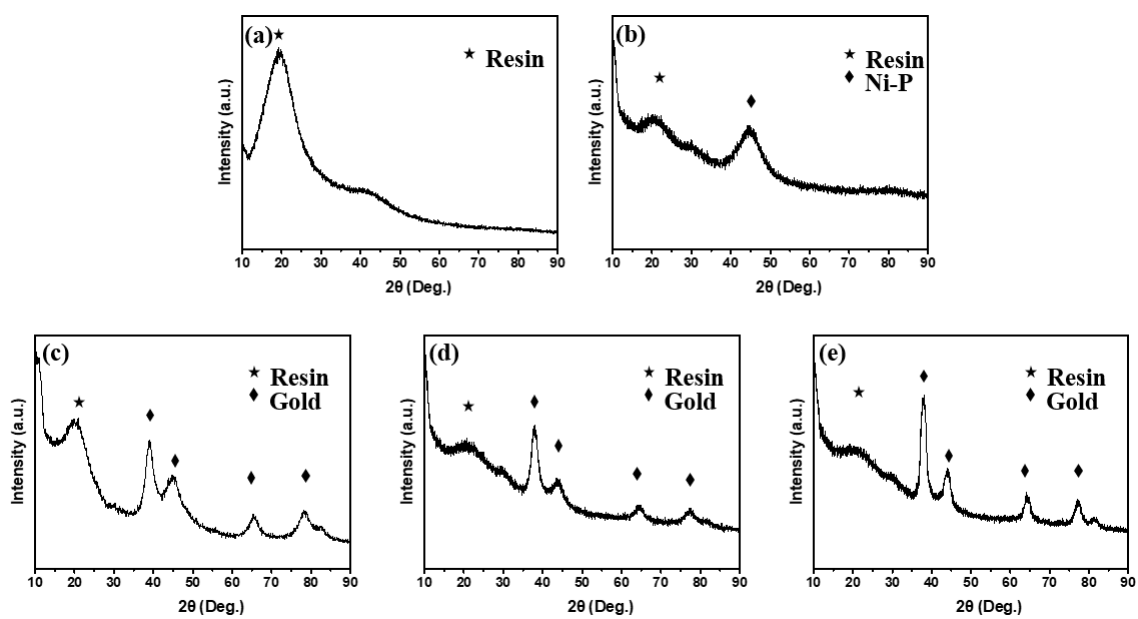 (a)
★ Resin
Intensity (a.u.)
10 20 30 40 50 60 70 80 90
2θ (Deg.)
(b)
★ Resin
♦ Ni-P
Intensity (a.u.)
10 20 30 40 50 60 70 80 90
2θ (Deg.)
(c)
★ Resin
♦ Gold
Intensity (a.u.)
10 20 30 40 50 60 70 80 90
2θ (Deg.)
(d)
★ Resin
♦ Gold
Intensity (a.u.)
10 20 30 40 50 60 70 80 90
2θ (Deg.)
(e)
★ Resin
♦ Gold
Intensity (a.u.)
10 20 30 40 50 60 70 80 90
2θ (Deg.)